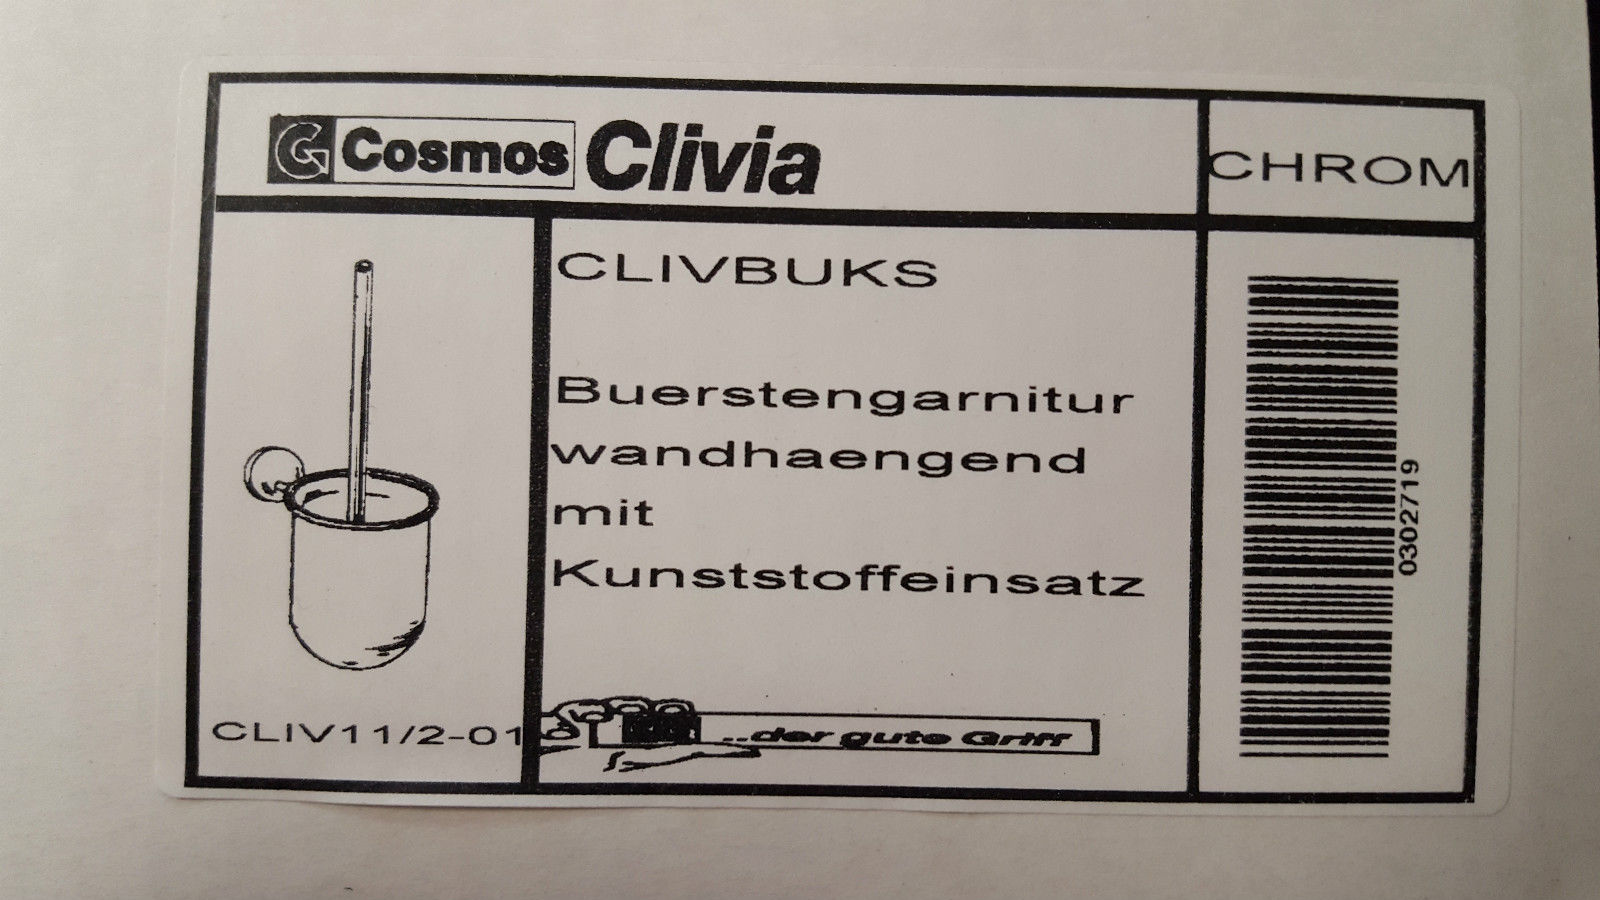 Cosmos Clivia
CHROM
CLIVBUKS
Buerstengarnitur
wandhaengend
mit
Kunststoffeinsatz
CLIV11/2-01
...der gute Griff
0302719